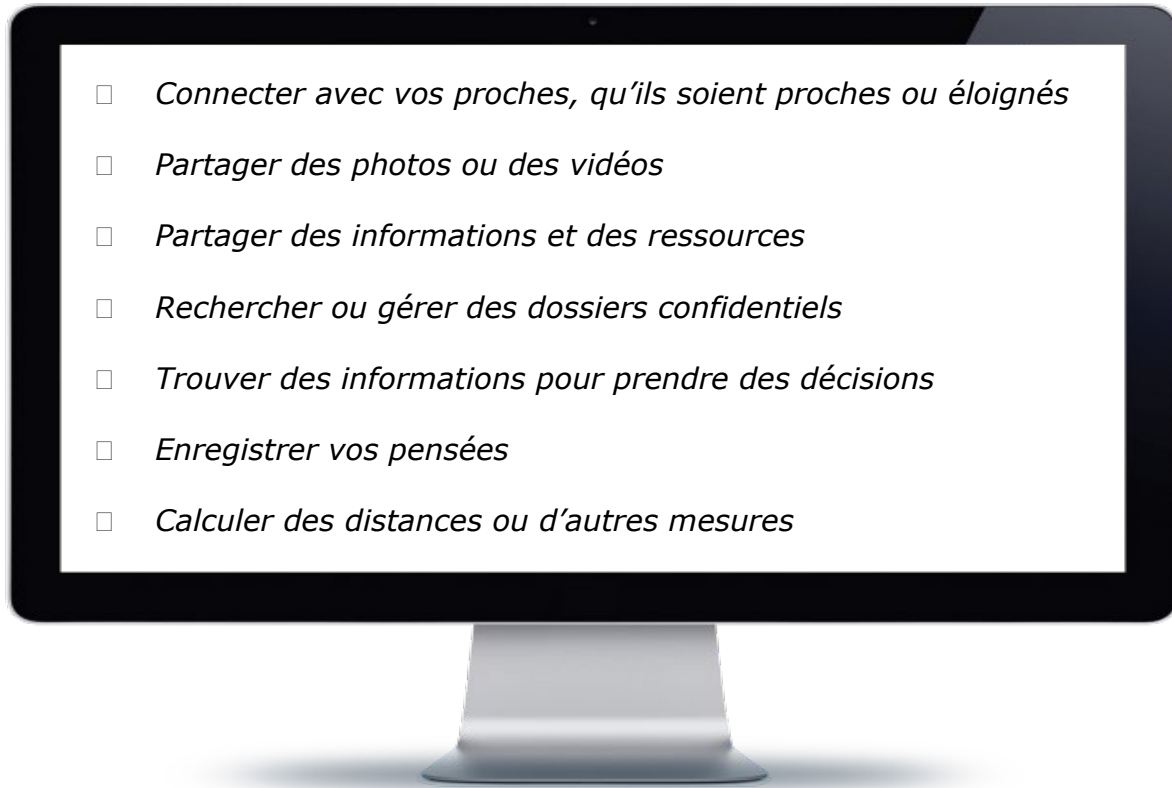 □ Connecter avec vos proches, qu’ils soient proches ou éloignés
□ Partager des photos ou des vidéos
□ Partager des informations et des ressources
□ Rechercher ou gérer des dossiers confidentiels
□ Trouver des informations pour prendre des décisions
□ Enregistrer vos pensées
□ Calculer des distances ou d’autres mesures